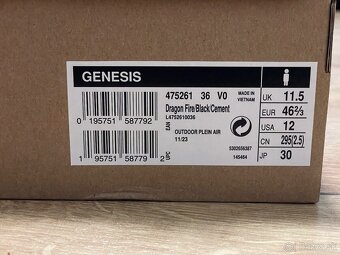 GENESIS
475261 36 V0
MADE IN
VIETNAM
Dragon Fire/Black/Cement
L4752610036
0 195751 587792
EAN
OUTDOOR PLEIN AIR
11/23
1 95751 58779 2
UPC
5302656387
145464
UK 11.5
EUR 46⅔
USA 12
CN 295(2.5)
JP 30